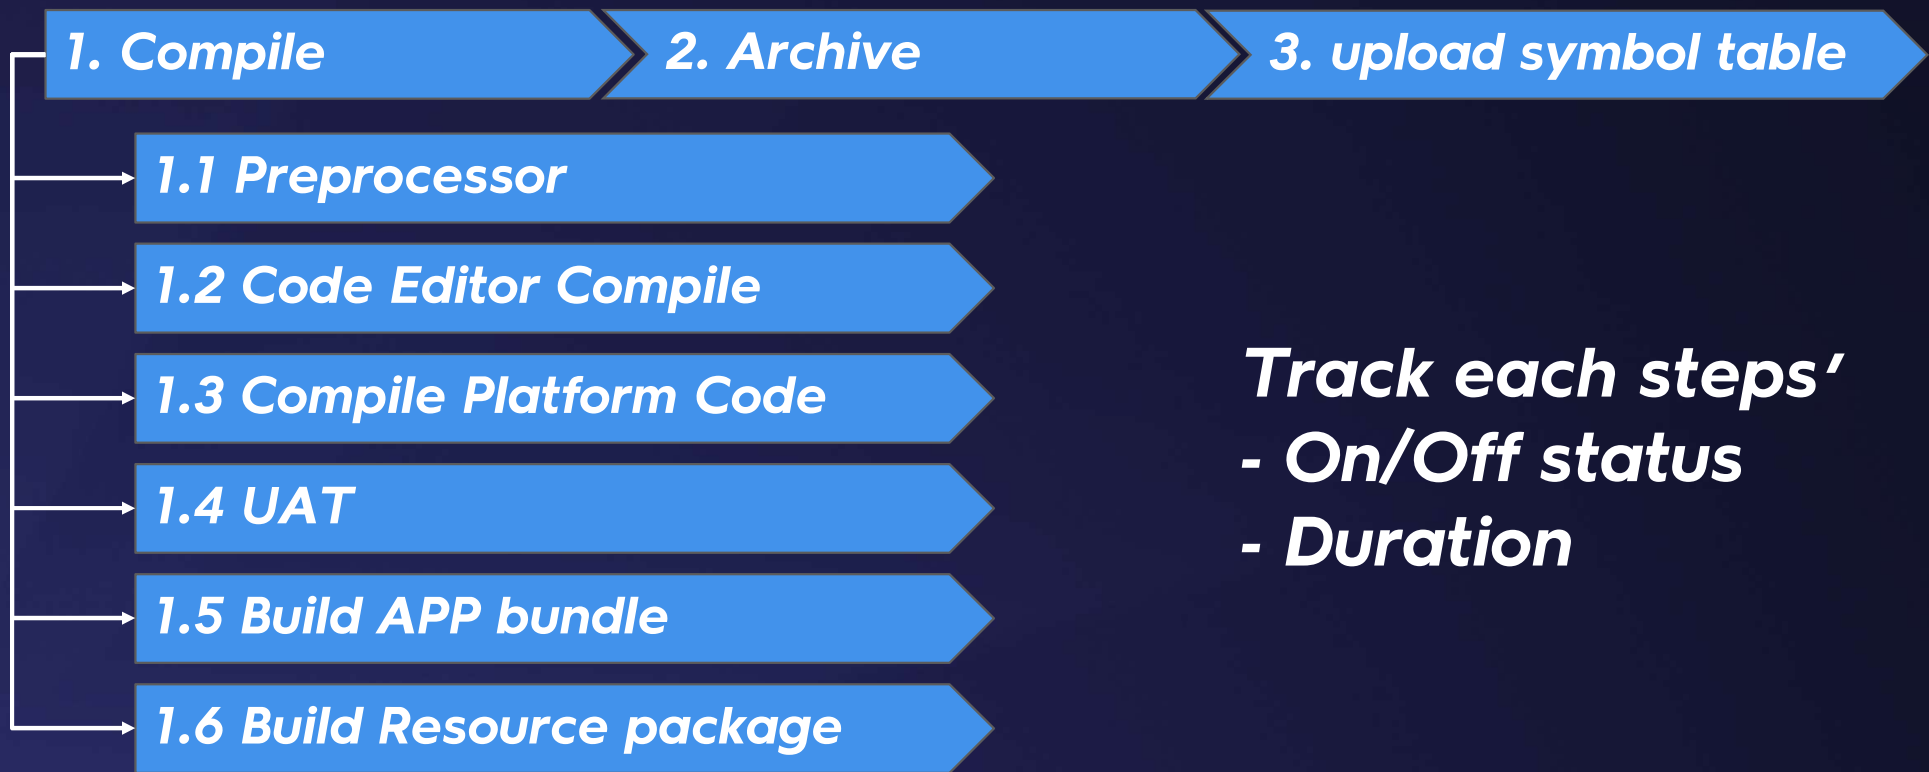 1. Compile
2. Archive
3. upload symbol table
1.1 Preprocessor
1.2 Code Editor Compile
1.3 Compile Platform Code
1.4 UAT
1.5 Build APP bundle
1.6 Build Resource package
Track each steps'
- On/Off status
- Duration